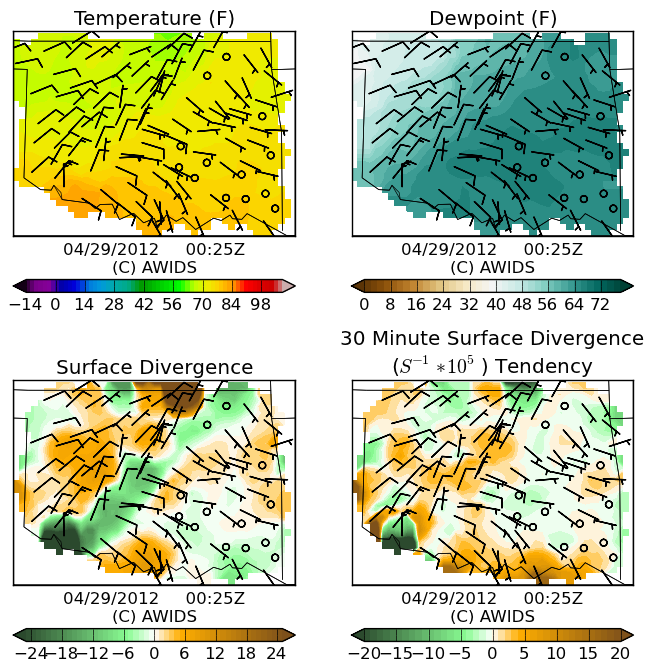 Temperature (F)
Dewpoint (F)
04/29/2012 00:25Z
(C) AWIDS
04/29/2012 00:25Z
(C) AWIDS
−14 0 14 28 42 56 70 84 98
0 8 16 24 32 40 48 56 64 72
Surface Divergence
30 Minute Surface Divergence
(S⁻¹ *10⁵ ) Tendency
04/29/2012 00:25Z
(C) AWIDS
04/29/2012 00:25Z
(C) AWIDS
−24 −18 −12 −6 0 6 12 18 24
−20 −15 −10 −5 0 5 10 15 20